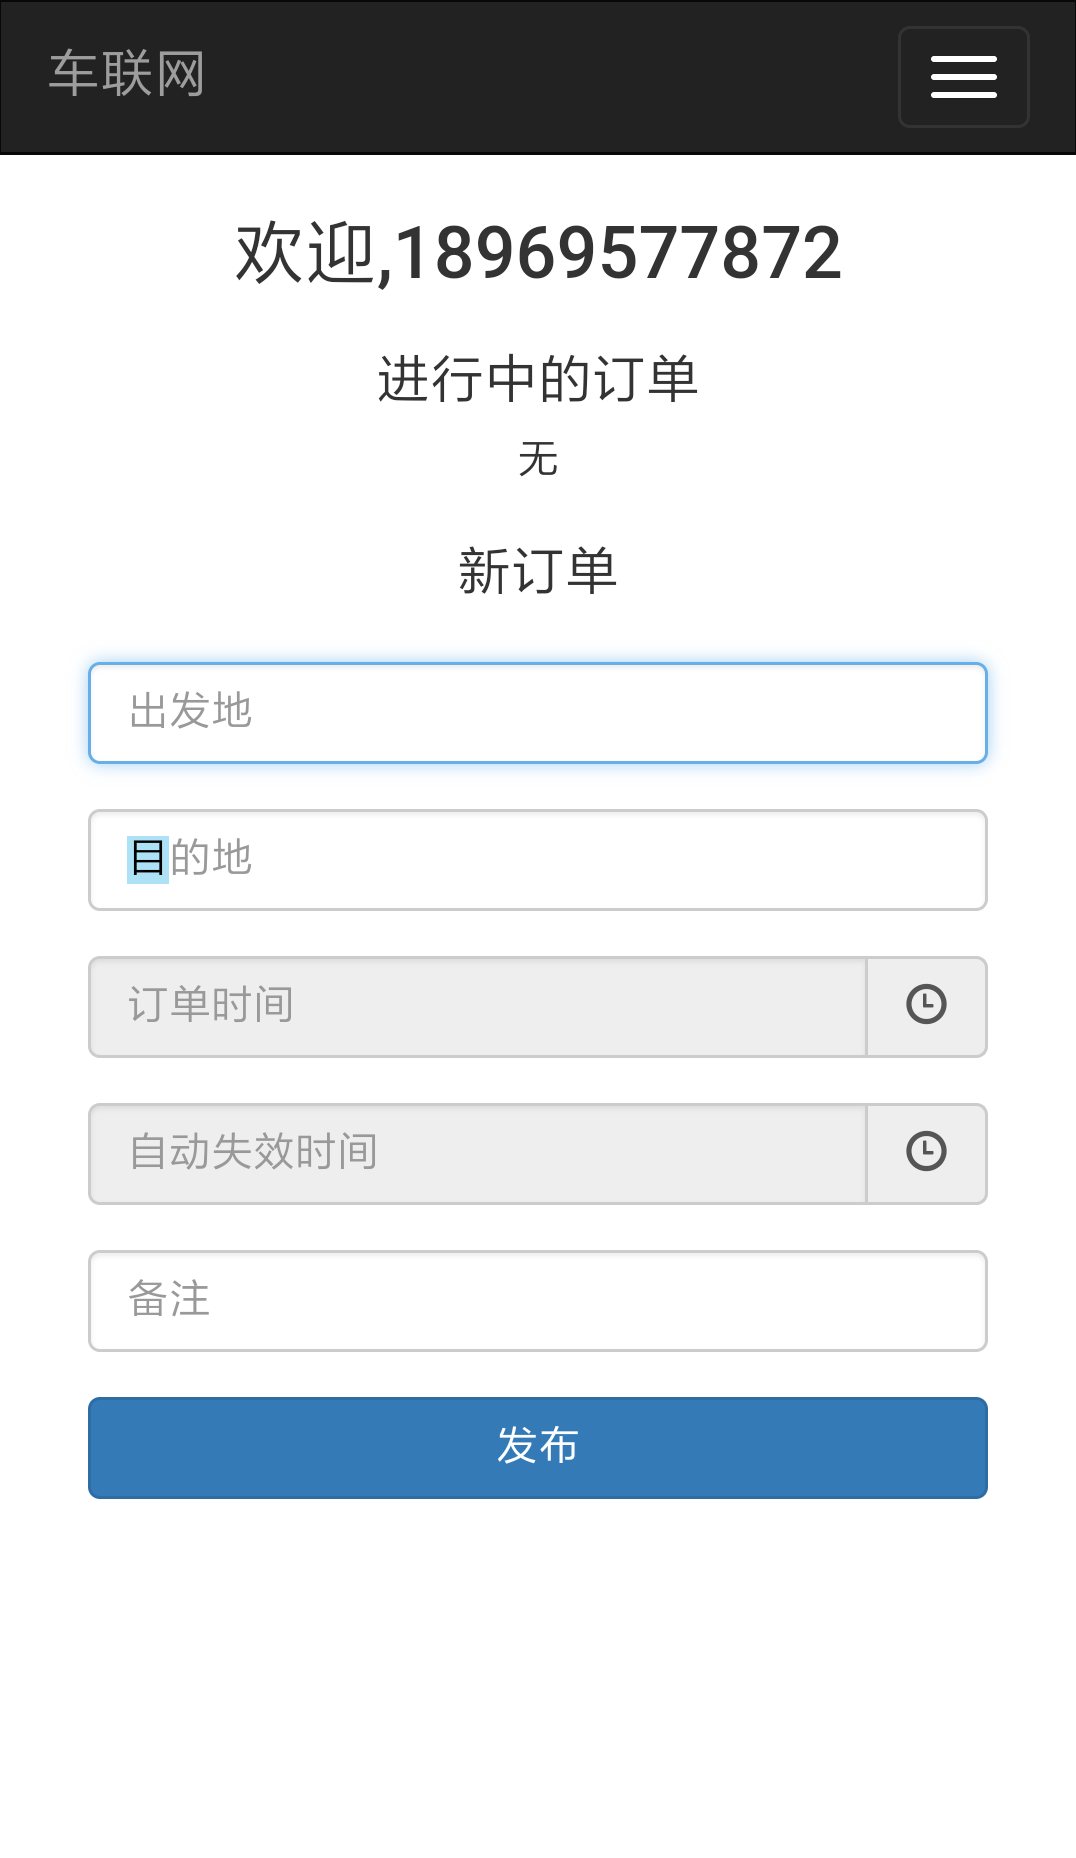 车联网
欢迎,18969577872
进行中的订单
无
新订单
出发地
目的地
订单时间
自动失效时间
备注
发布